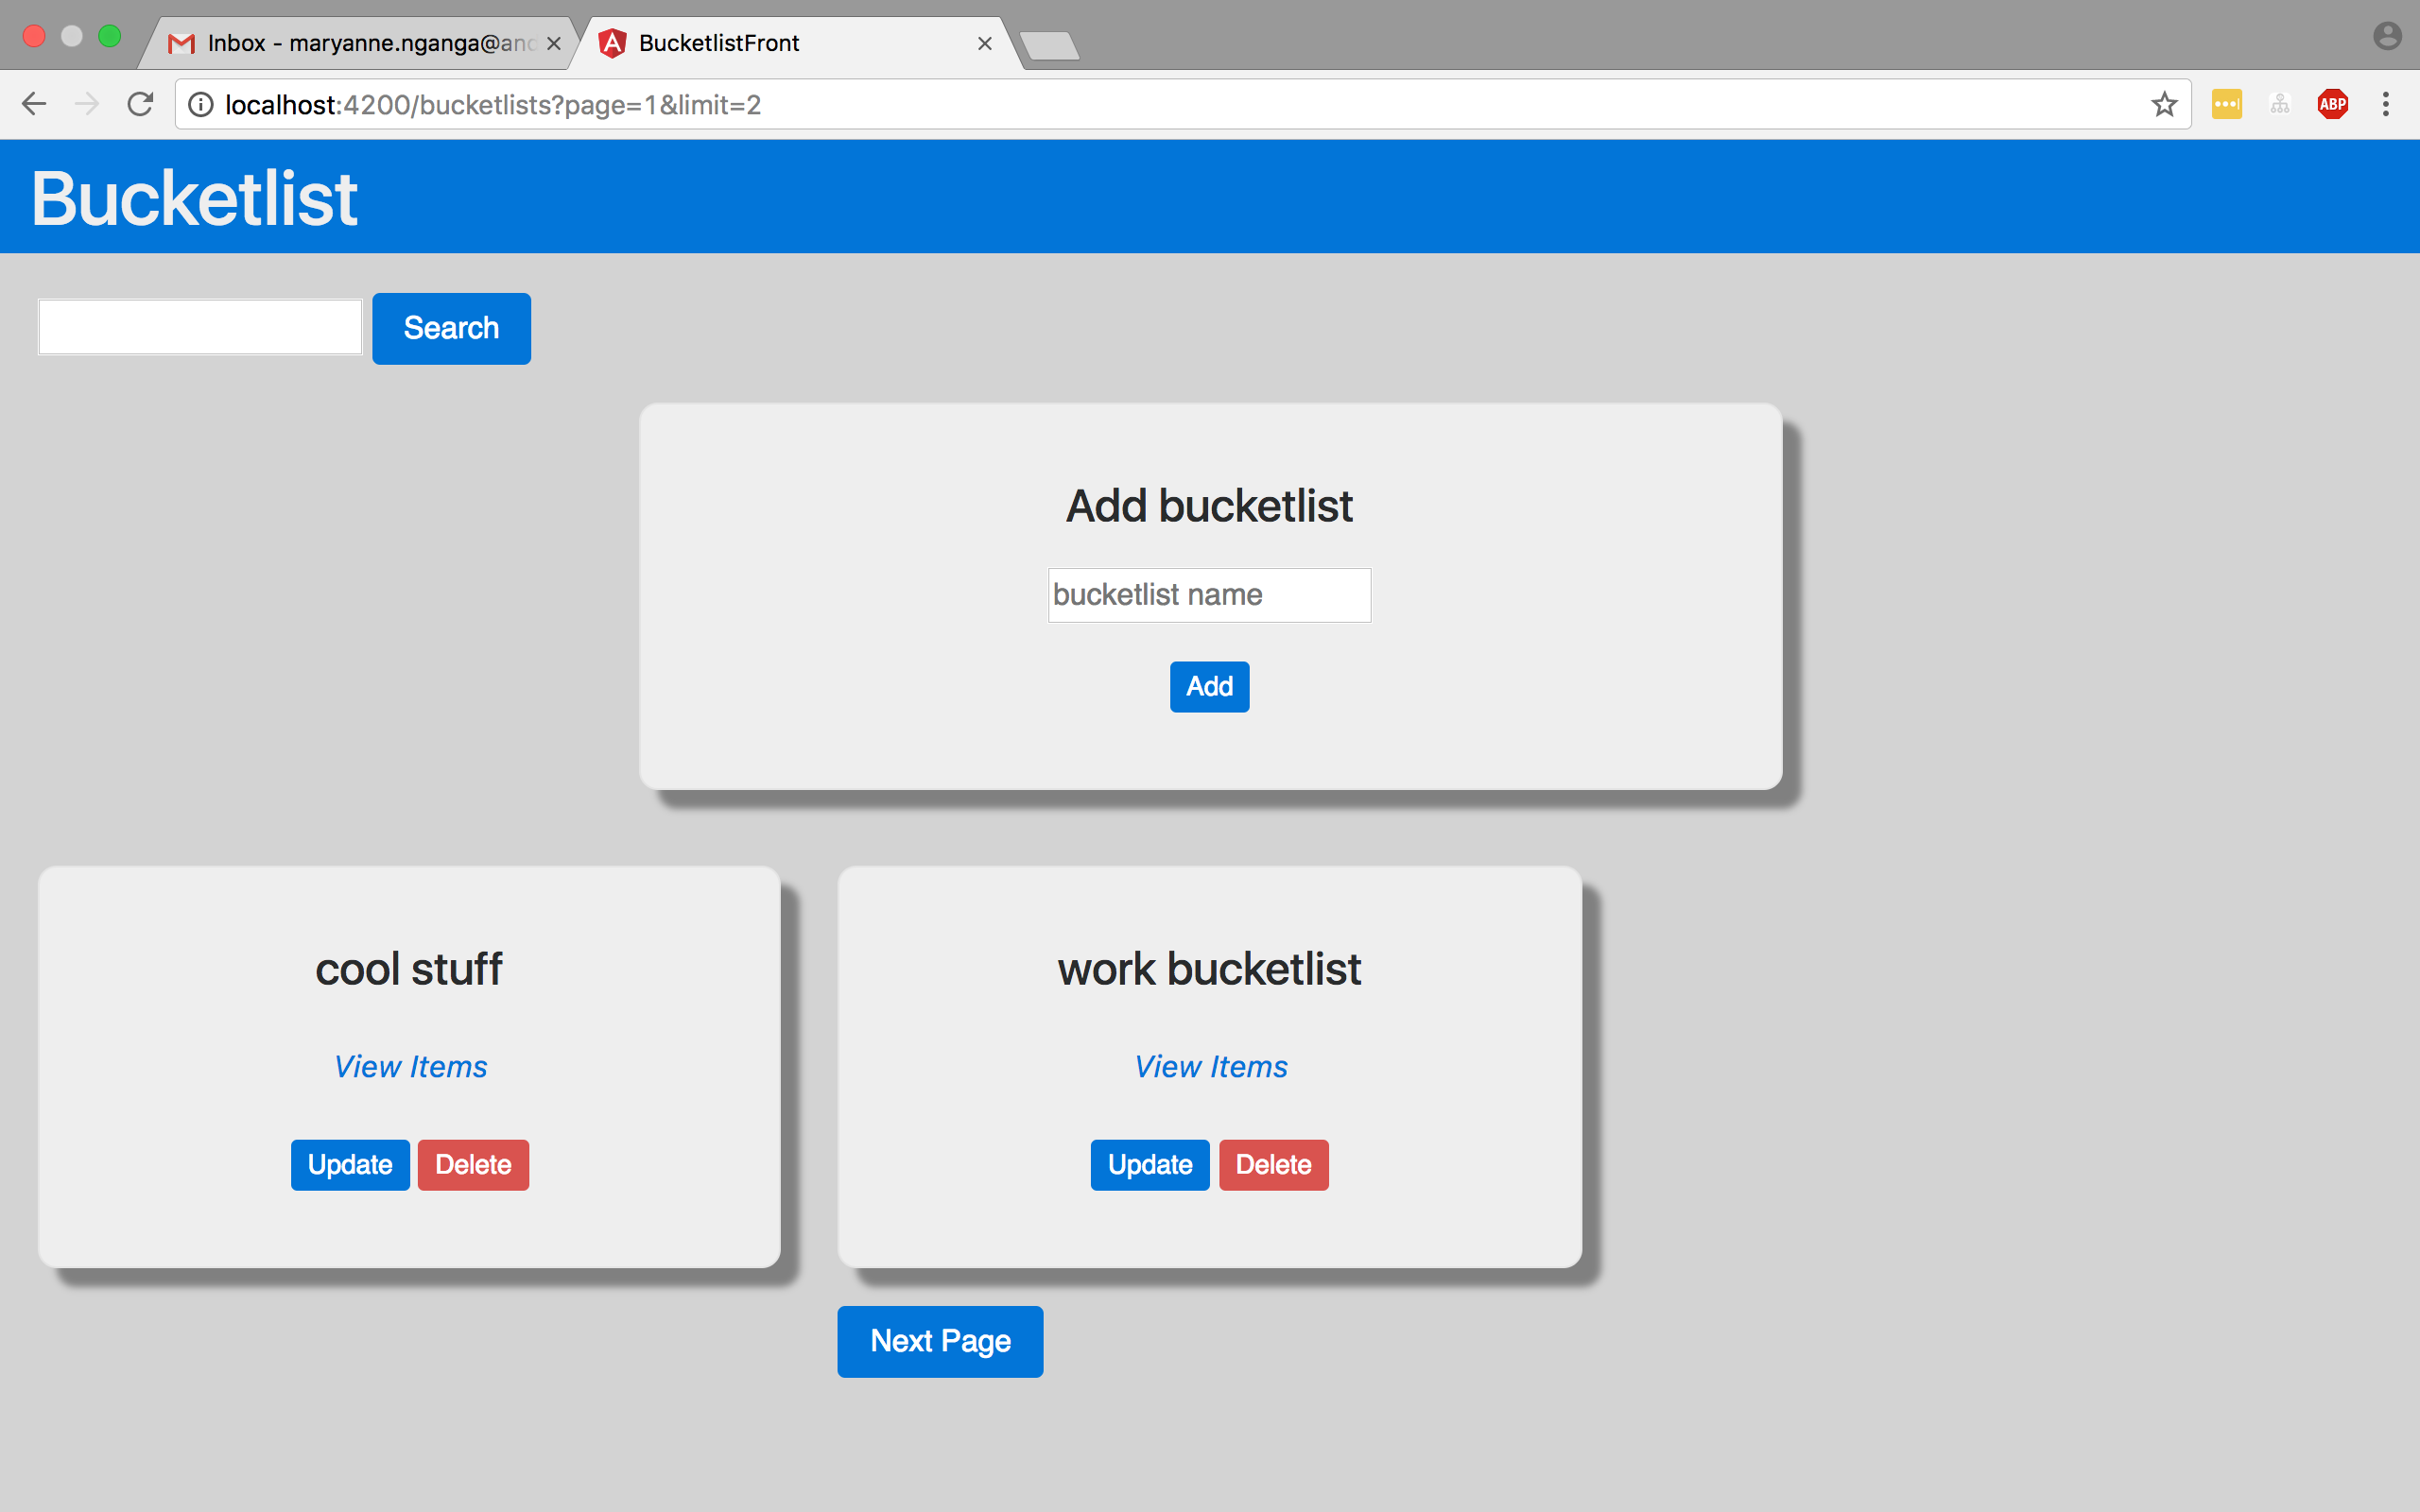 Inbox - maryanne.nganga@and
BucketlistFront
localhost:4200/bucketlists?page=1&limit=2
ABP
Bucketlist
Search
Add bucketlist
bucketlist name
Add
cool stuff
work bucketlist
View Items
View Items
Update Delete
Update Delete
Next Page